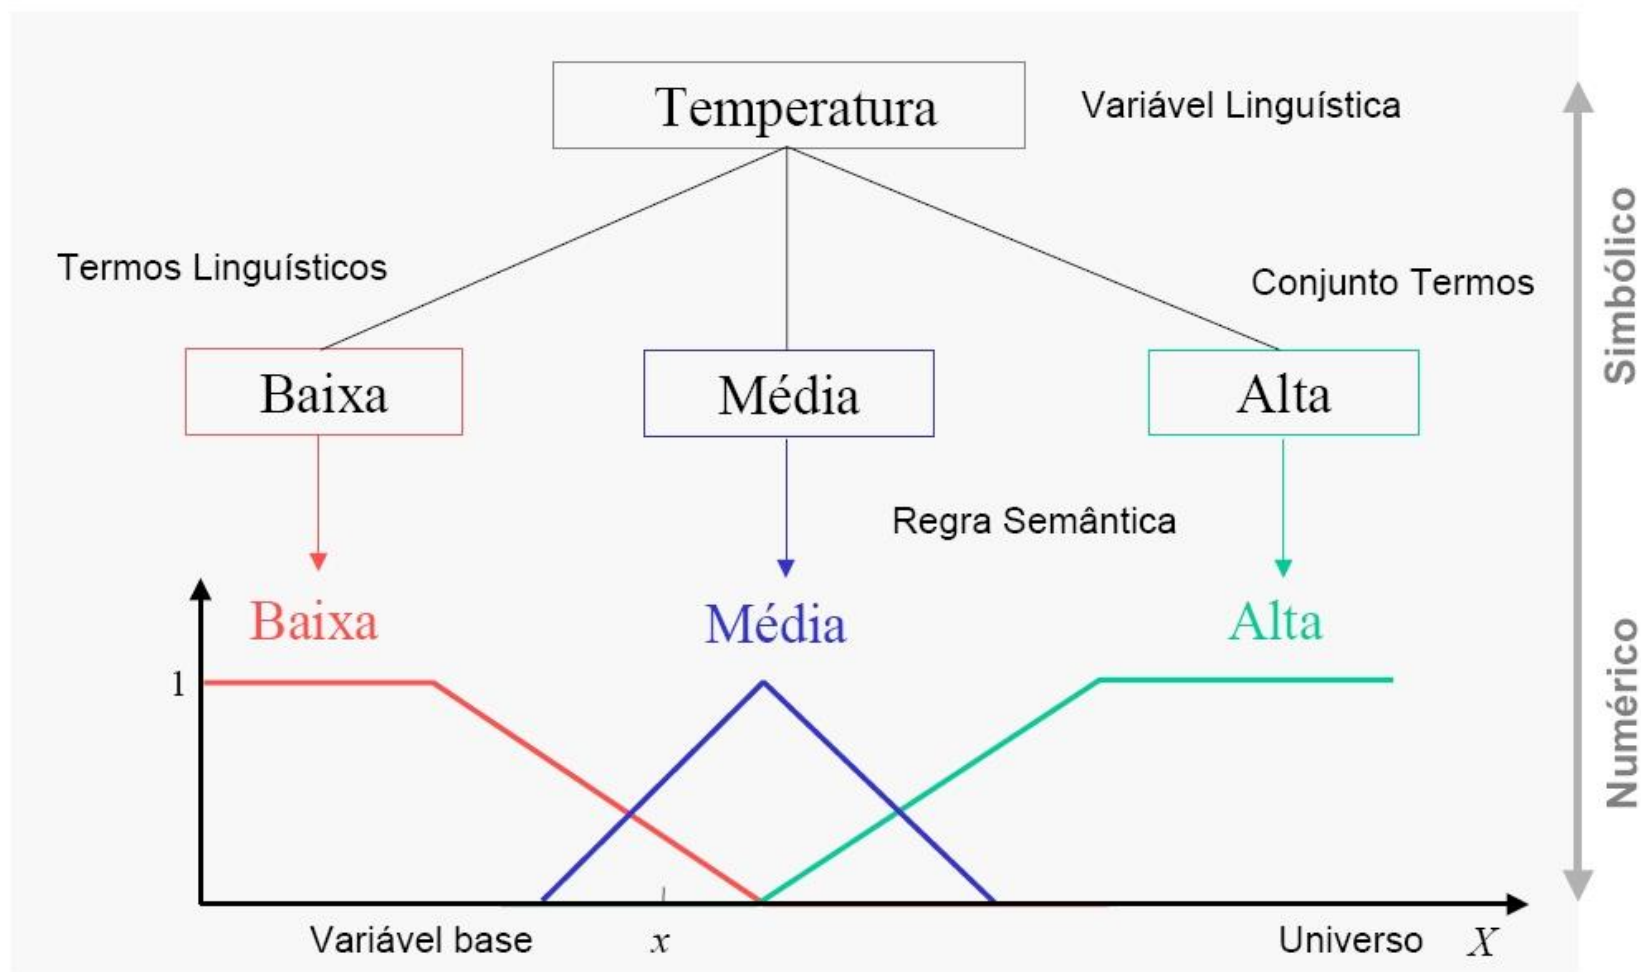 Temperatura
Variável Linguística
Termos Linguísticos
Conjunto Termos
Simbólico
Baixa
Média
Alta
Regra Semântica
Baixa
Média
Alta
Numérico
1
Variável base
x
Universo
X